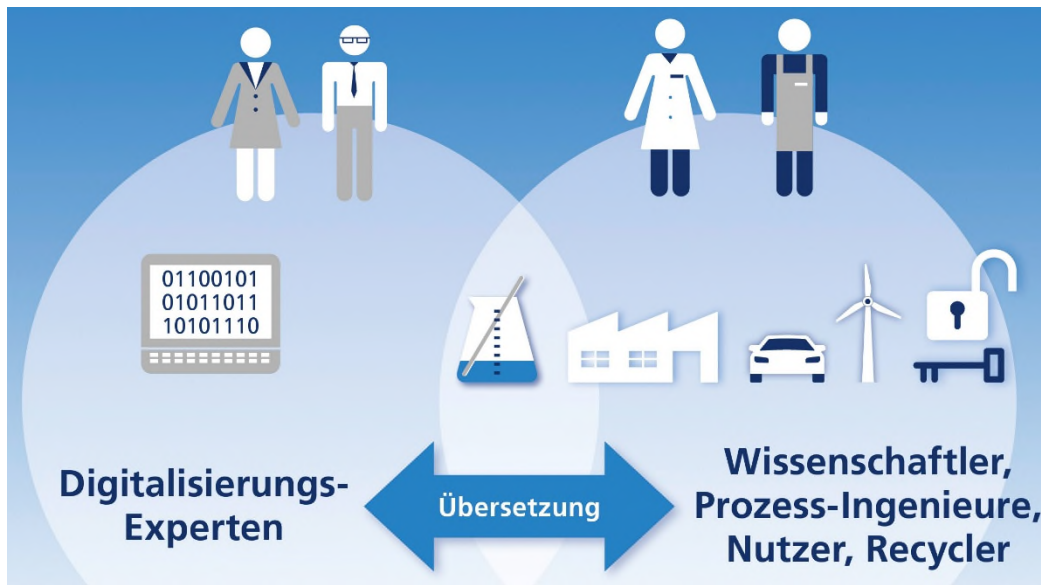 01100101
01011011
10101110
Digitalisierungs-
Experten
Übersetzung
Wissenschaftler,
Prozess-Ingenieure,
Nutzer, Recycler